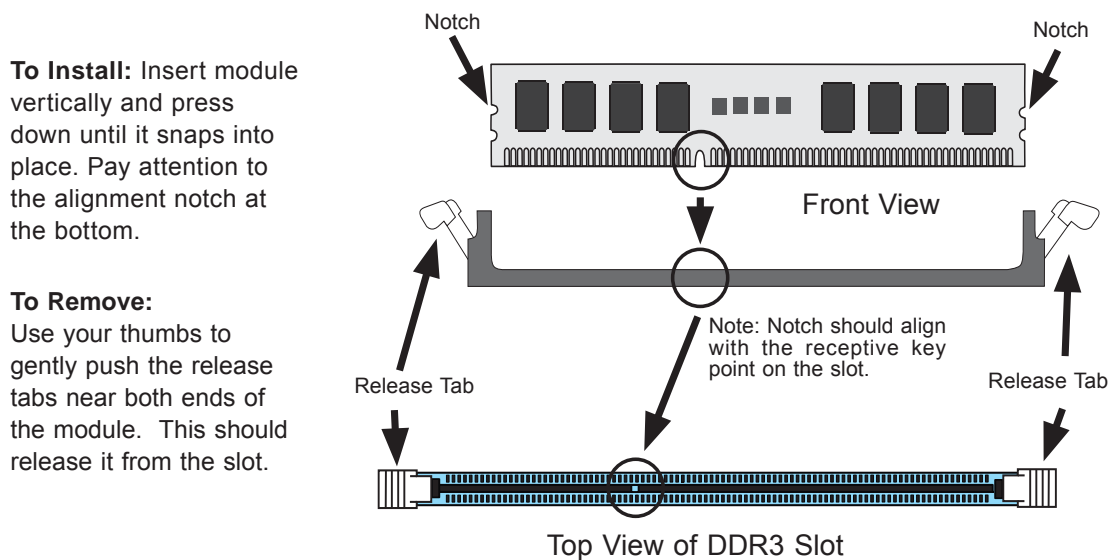 To Install: Insert module
vertically and press
down until it snaps into
place. Pay attention to
the alignment notch at
the bottom.
To Remove:
Use your thumbs to
gently push the release
tabs near both ends of
the module. This should
release it from the slot.
Notch
Notch
Front View
Note: Notch should align
with the receptive key
point on the slot.
Release Tab
Release Tab
Top View of DDR3 Slot